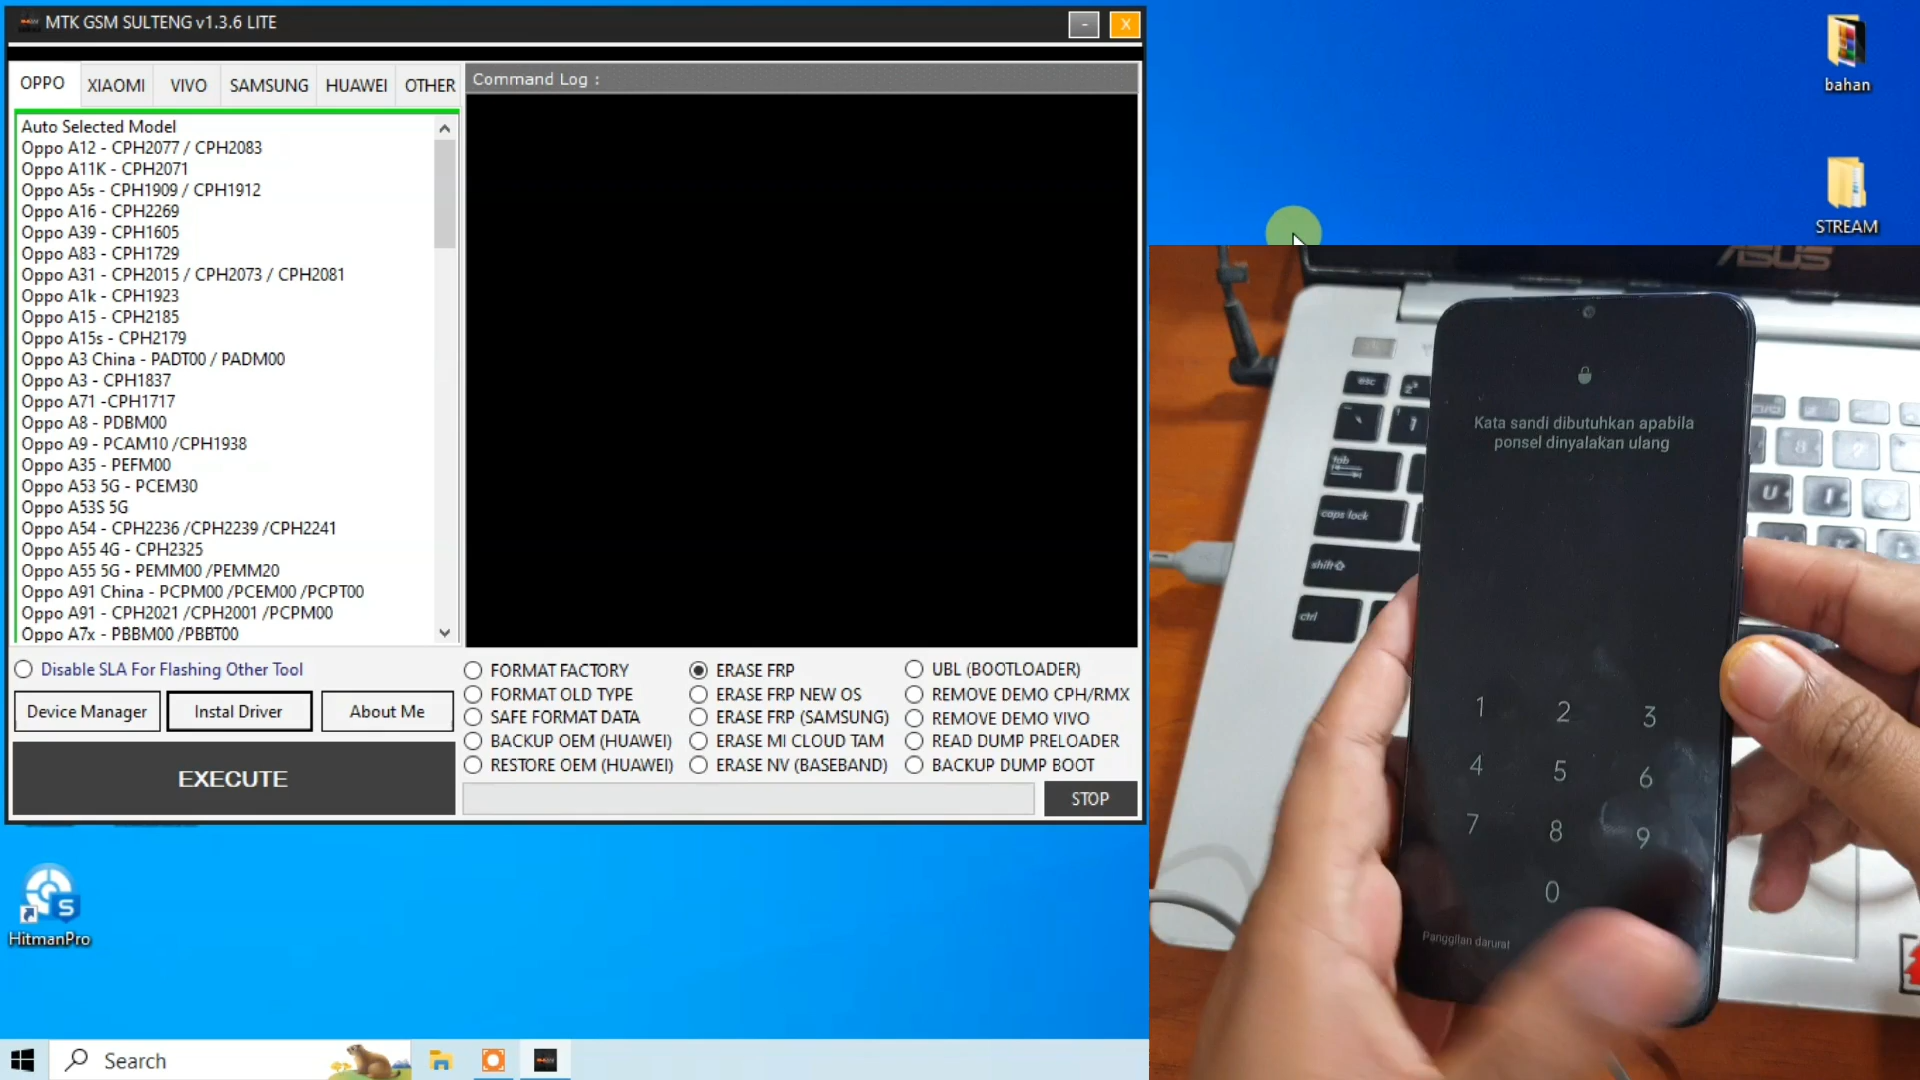 MTK GSM SULTENG v1.3.6 LITE
-
X
OPPO
XIAOMI
VIVO
SAMSUNG
HUAWEI
OTHER
Command Log :
Auto Selected Model
Oppo A12 - CPH2077 / CPH2083
Oppo A11K - CPH2071
Oppo A5s - CPH1909 / CPH1912
Oppo A16 - CPH2269
Oppo A39 - CPH1605
Oppo A83 - CPH1729
Oppo A31 - CPH2015 / CPH2073 / CPH2081
Oppo A1k - CPH1923
Oppo A15 - CPH2185
Oppo A15s - CPH2179
Oppo A3 China - PADT00 / PADM00
Oppo A3 - CPH1837
Oppo A71 -CPH1717
Oppo A8 - PDBM00
Oppo A9 - PCAM10 /CPH1938
Oppo A35 - PEFM00
Oppo A53 5G - PCEM30
Oppo A53S 5G
Oppo A54 - CPH2236 /CPH2239 /CPH2241
Oppo A55 4G - CPH2325
Oppo A55 5G - PEMM00 /PEMM20
Oppo A91 China - PCPM00 /PCEM00 /PCPT00
Oppo A91 - CPH2021 /CPH2001 /PCPM00
Oppo A7x - PBBM00 /PBBT00
Disable SLA For Flashing Other Tool
Device Manager
Instal Driver
About Me
EXECUTE
FORMAT FACTORY
FORMAT OLD TYPE
SAFE FORMAT DATA
BACKUP OEM (HUAWEI)
RESTORE OEM (HUAWEI)
ERASE FRP
ERASE FRP NEW OS
ERASE FRP (SAMSUNG)
ERASE MI CLOUD TAM
ERASE NV (BASEBAND)
UBL (BOOTLOADER)
REMOVE DEMO CPH/RMX
REMOVE DEMO VIVO
READ DUMP PRELOADER
BACKUP DUMP BOOT
STOP
bahan
STREAM
HitmanPro
Search
ASUS
esc
tab
caps lock
shift
ctrl
U
I
Kata sandi dibutuhkan apabila
ponsel dinyalakan ulang
1 2 3
4 5 6
7 8 9
0
Panggilan darurat